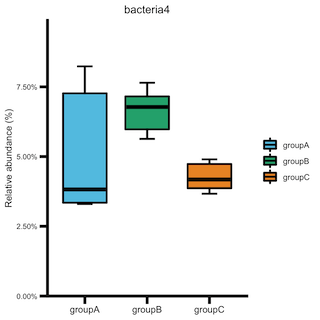 bacteria4
Relative abundance (%)
7.50%
5.00%
2.50%
0.00%
groupA
groupB
groupC
groupA
groupB
groupC